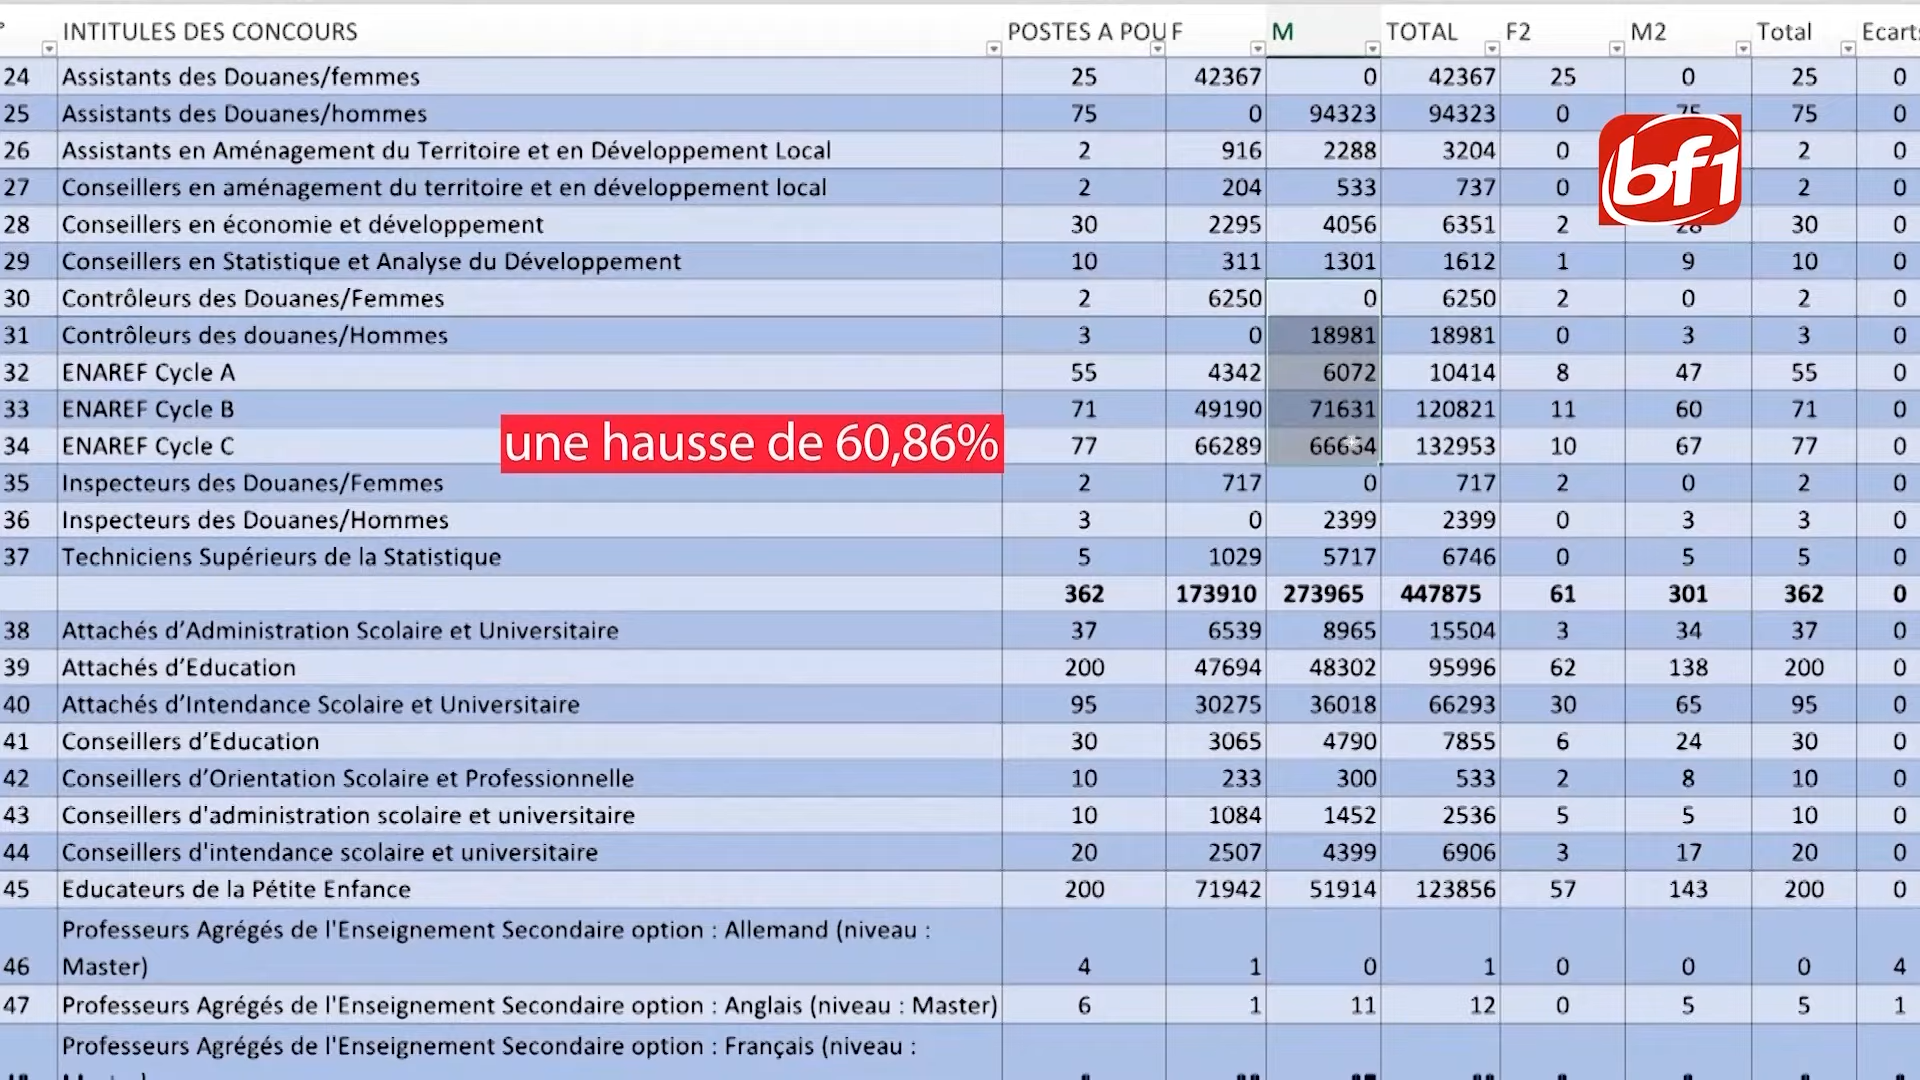 ° INTITULES DES CONCOURS POSTES A POU F M TOTAL F2 M2 Total Ecarts
24 Assistants des Douanes/femmes 25 42367 0 42367 25 0 25 0
25 Assistants des Douanes/hommes 75 0 94323 94323 0 75 75 0
26 Assistants en Aménagement du Territoire et en Développement Local 2 916 2288 3204 0 2 0
27 Conseillers en aménagement du territoire et en développement local 2 204 533 737 0 2 0
bf1
28 Conseillers en économie et développement 30 2295 4056 6351 2 28 30 0
29 Conseillers en Statistique et Analyse du Développement 10 311 1301 1612 1 9 10 0
30 Contrôleurs des Douanes/Femmes 2 6250 0 6250 2 0 2 0
31 Contrôleurs des douanes/Hommes 3 0 18981 18981 0 3 3 0
32 ENAREF Cycle A 55 4342 6072 10414 8 47 55 0
33 ENAREF Cycle B 71 49190 71631 120821 11 60 71 0
34 ENAREF Cycle C 77 66289 66664 132953 10 67 77 0
une hausse de 60,86%
35 Inspecteurs des Douanes/Femmes 2 717 0 717 2 0 2 0
36 Inspecteurs des Douanes/Hommes 3 0 2399 2399 0 3 3 0
37 Techniciens Supérieurs de la Statistique 5 1029 5717 6746 0 5 5 0
362 173910 273965 447875 61 301 362 0
38 Attachés d’Administration Scolaire et Universitaire 37 6539 8965 15504 3 34 37 0
39 Attachés d’Education 200 47694 48302 95996 62 138 200 0
40 Attachés d’Intendance Scolaire et Universitaire 95 30275 36018 66293 30 65 95 0
41 Conseillers d’Education 30 3065 4790 7855 6 24 30 0
42 Conseillers d’Orientation Scolaire et Professionnelle 10 233 300 533 2 8 10 0
43 Conseillers d'administration scolaire et universitaire 10 1084 1452 2536 5 5 10 0
44 Conseillers d'intendance scolaire et universitaire 20 2507 4399 6906 3 17 20 0
45 Educateurs de la Pétite Enfance 200 71942 51914 123856 57 143 200 0
Professeurs Agrégés de l'Enseignement Secondaire option : Allemand (niveau :
46 Master) 4 1 0 1 0 0 0 4
47 Professeurs Agrégés de l'Enseignement Secondaire option : Anglais (niveau : Master) 6 1 11 12 0 5 5 1
Professeurs Agrégés de l'Enseignement Secondaire option : Français (niveau :